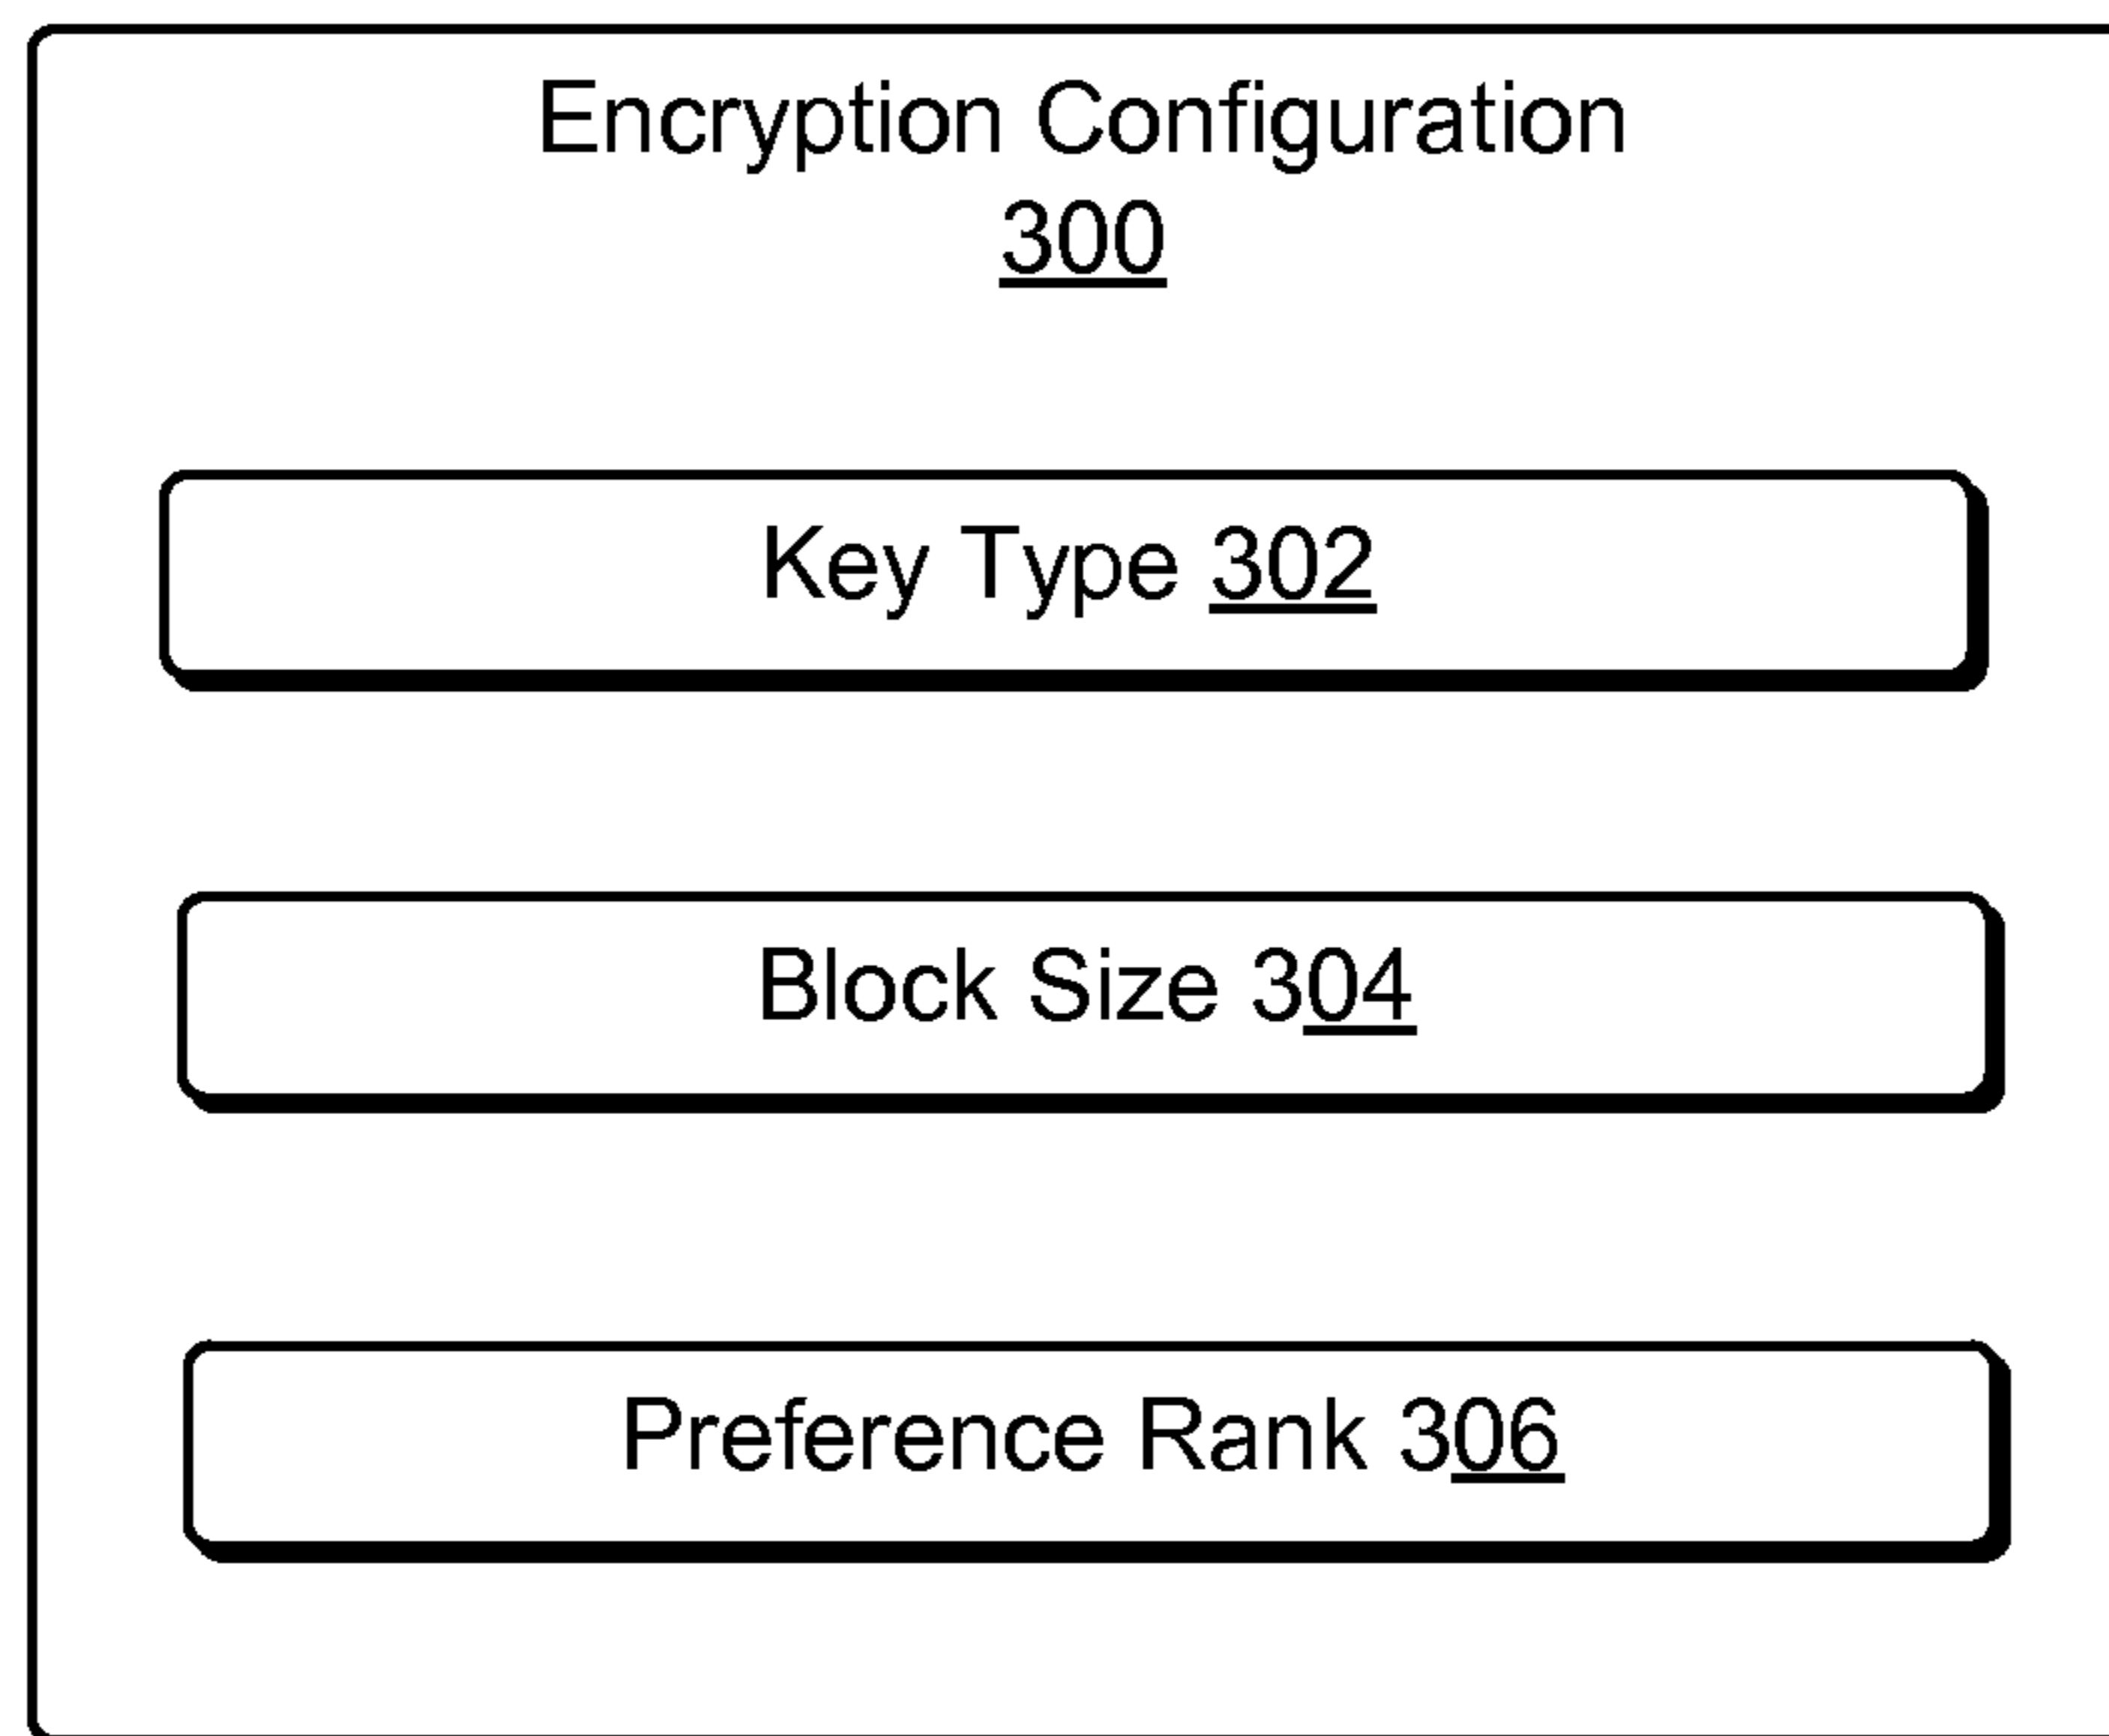 Encryption Configuration
300
Key Type 302
Block Size 304
Preference Rank 306